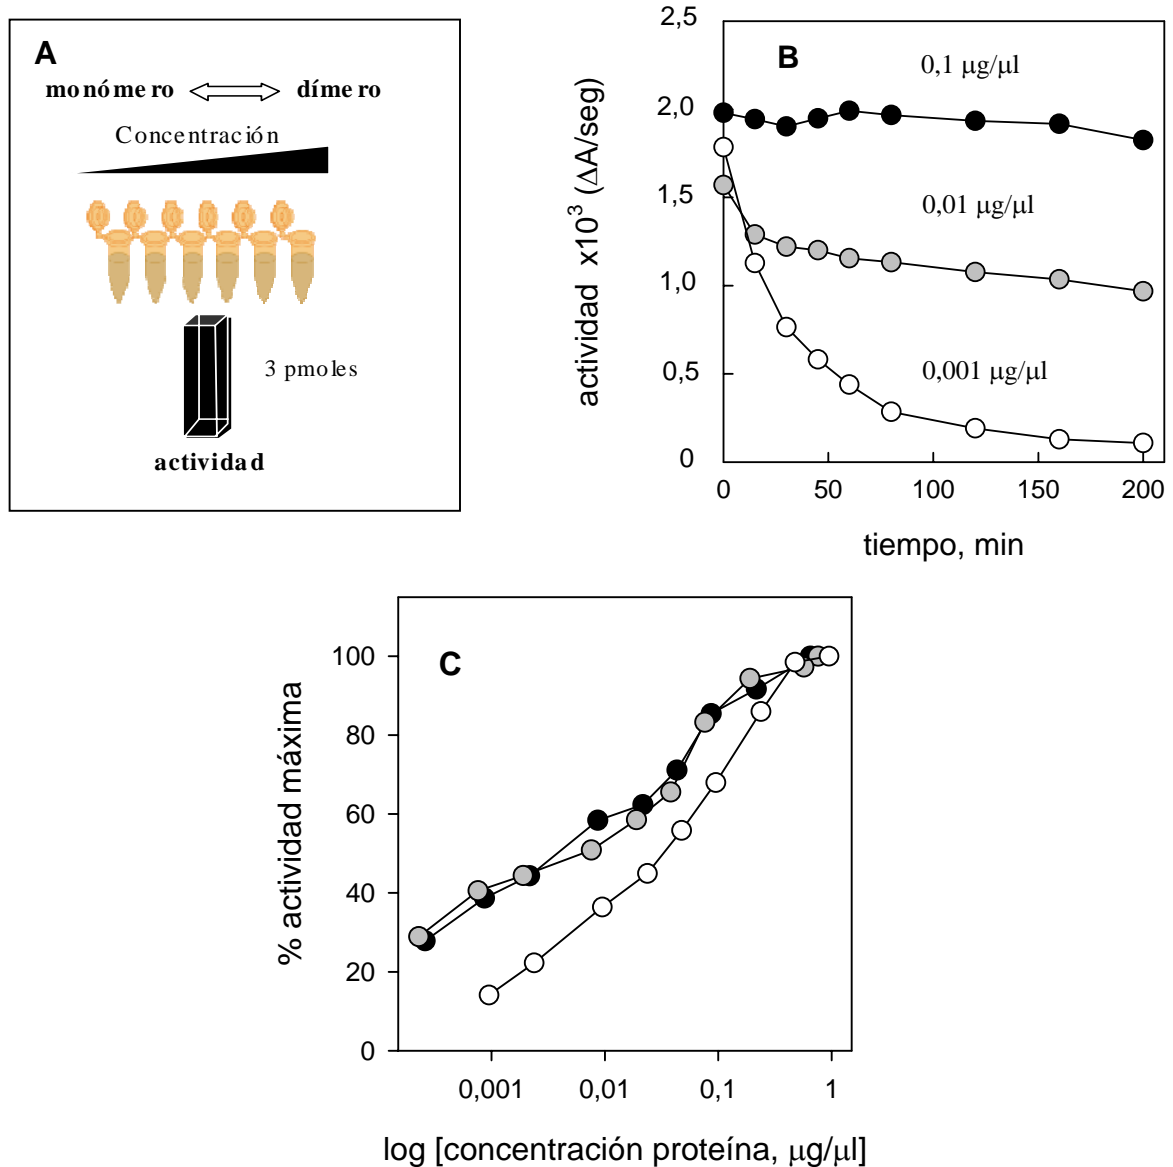 A
monómero dímero
Concentración
3 pmoles
actividad
B
actividad x10³ (ΔA/seg)
2,5
2,0
1,5
1,0
0,5
0
0,1 μg/μl
0,01 μg/μl
0,001 μg/μl
0 50 100 150 200
tiempo, min
C
% actividad máxima
100
80
60
40
20
0
0,001 0,01 0,1 1
log [concentración proteína, μg/μl]